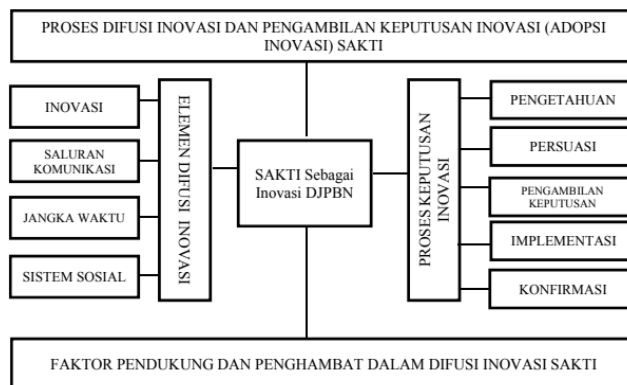 PROSES DIFUSI INOVASI DAN PENGAMBILAN KEPUTUSAN INOVASI (ADOPSI
INOVASI) SAKTI
INOVASI
SALURAN
KOMUNIKASI
JANGKA WAKTU
SISTEM SOSIAL
ELEMEN DIFUSI INOVASI
SAKTI Sebagai
Inovasi DJPBN
PROSES KEPUTUSAN
INOVASI
PENGETAHUAN
PERSUASI
PENGAMBILAN
KEPUTUSAN
IMPLEMENTASI
KONFIRMASI
FAKTOR PENDUKUNG DAN PENGHAMBAT DALAM DIFUSI INOVASI SAKTI